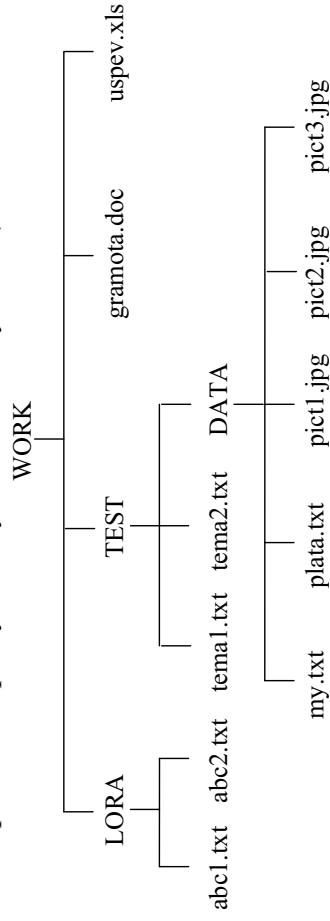 WORK
LORA TEST gramota.doc uspev.xls
abc1.txt abc2.txt tema1.txt tema2.txt DATA
my.txt plata.txt pict1.jpg pict2.jpg pict3.jpg